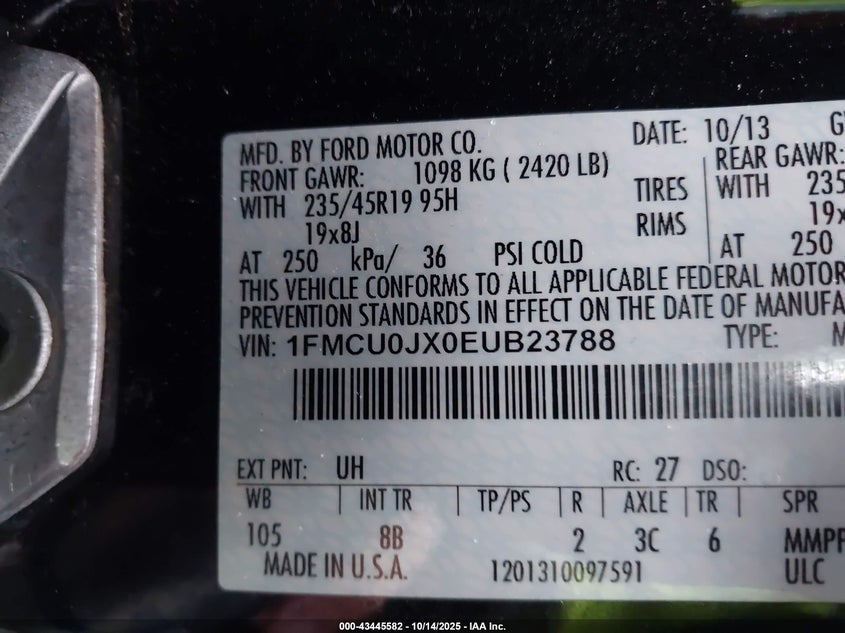 MFD. BY FORD MOTOR CO. DATE: 10/13
FRONT GAWR: 1098 KG ( 2420 LB) REAR GAWR:
WITH 235/45R19 95H TIRES WITH
19x8J RIMS
AT 250 kPa/ 36 PSI COLD AT 250
THIS VEHICLE CONFORMS TO ALL APPLICABLE FEDERAL MOTOR
PREVENTION STANDARDS IN EFFECT ON THE DATE OF
VIN: 1FMCU0JX0EUB23788 TYPE:
EXT PNT: UH RC: 27 DSO:
WB INT TR TP/PS R AXLE TR SPR
105 8B 2 3C 6
MADE IN U.S.A. 1201310097591 ULC
000-43445582 - 10/14/2025 - IAA Inc.